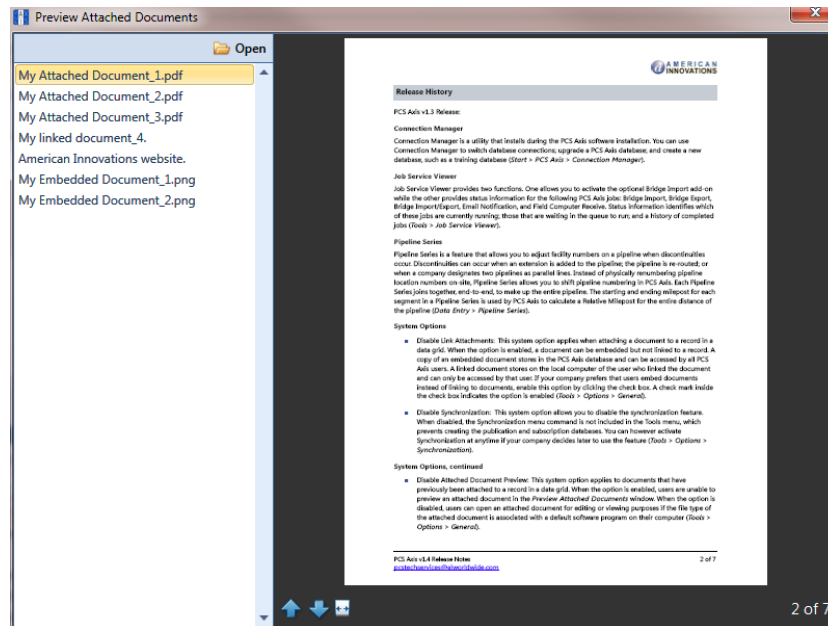 Preview Attached Documents
Open
My Attached Document_1.pdf
My Attached Document_2.pdf
My Attached Document_3.pdf
My linked document_4.
American Innovations website.
My Embedded Document_1.png
My Embedded Document_2.png
AMERICAN
INNOVATIONS
Release History
PCS Axis v1.3 Release:
Connection Manager
Connection Manager is a utility that installs during the PCS Axis software installation. You can use
Connection Manager to switch database connections; upgrade a PCS Axis database; and create a new
database, such as a training database (Start > PCS Axis > Connection Manager).
Job Service Viewer
Job Service Viewer provides two functions. One allows you to activate the optional Bridge Import add-on
while the other provides status information for the following PCS Axis jobs: Bridge Import, Bridge Export,
Bridge Import/Export, Email Notification, and Field Computer Receive. Status information identifies which
of these jobs are currently running; those that are waiting in the queue to run; and a history of completed
jobs (Tools > Job Service Viewer).
Pipeline Series
Pipeline Series is a feature that allows you to adjust facility numbers on a pipeline when discontinuities
occur. Discontinuities can occur when an extension is added to the pipeline; the pipeline is re-routed; or
when a company designates two pipelines as parallel lines. Instead of physically renumbering pipeline
location numbers on-site, Pipeline Series allows you to shift pipeline numbering in PCS Axis. Each Pipeline
Series joins together, end-to-end, to make up the entire pipeline. The starting and ending milepost for each
segment in a Pipeline Series is used by PCS Axis to calculate a Relative Milepost for the entire distance of
the pipeline (Data Entry > Pipeline Series).
System Options
Disable Link Attachments: This system option applies when attaching a document to a record in a
data grid. When the option is enabled, a document can be embedded but not linked to a record. A
copy of an embedded document stores in the PCS Axis database and can be accessed by all PCS
Axis users. A linked document stores on the local computer of the user who linked the document
and can only be accessed by that user. If your company prefers that users embed documents
instead of linking to documents, enable this option by clicking the check box. A check mark inside
the check box indicates the option is enabled (Tools > Options > General).
Disable Synchronization: This system option allows you to disable the synchronization feature.
When disabled, the Synchronization menu command is not included in the Tools menu, which
prevents creating the publication and subscription databases. You can however activate
Synchronization at anytime if your company decides later to use the feature (Tools > Options >
Synchronization).
System Options, continued
Disable Attached Document Preview: This system option applies to documents that have
previously been attached to a record in a data grid. When the option is enabled, users are unable to
preview an attached document in the Preview Attached Documents window. When the option is
disabled, users can open an attached document for editing or viewing purposes if the file type of
the attached document is associated with a default software program on their computer (Tools >
Options > General).
PCS Axis v1.4 Release Notes 2 of 7
pcstechservices@aiworldwide.com
2 of 7